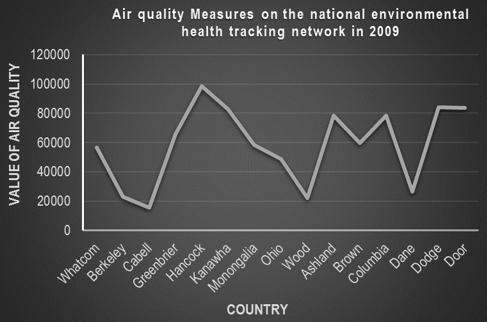 Air quality Measures on the national environmental
health tracking network in 2009
VALUE OF AIR QUALITY
120000
100000
80000
60000
40000
20000
0
Whatcom
Berkeley
Cabell
Greenbrier
Hancock
Kanawha
Monongalia
Ohio
Wood
Ashland
Brown
Columbia
Dane
Dodge
Door
COUNTRY